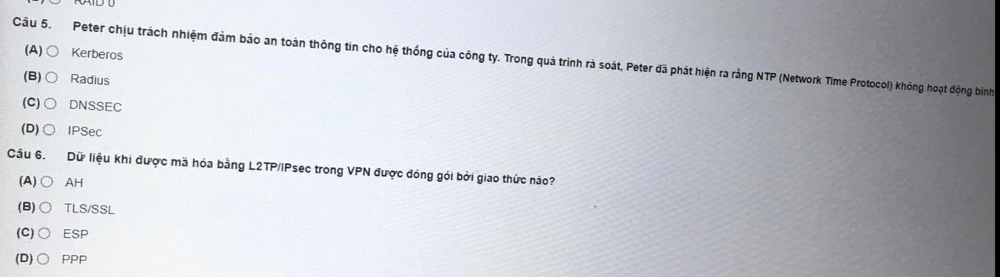 RAID 0
Câu 5. Peter chịu trách nhiệm đảm bảo an toàn thông tin cho hệ thống của công ty. Trong quá trình rà soát, Peter đã phát hiện ra rằng NTP (Network Time Protocol) không hoạt động bình
(A) Kerberos
(B) Radius
(C) DNSSEC
(D) IPSec
Câu 6. Dữ liệu khi được mã hóa bằng L2TP/IPsec trong VPN được đóng gói bởi giao thức nào?
(A) AH
(B) TLS/SSL
(C) ESP
(D) PPP